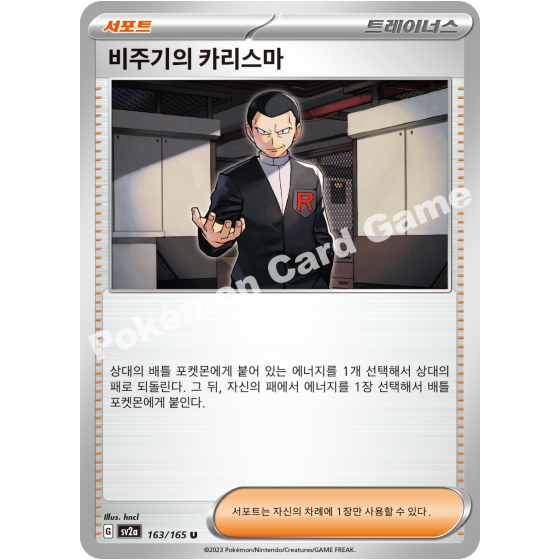 서포트
트레이너스
비주기의 카리스마
R
Pokémon Card Game
상대의 배틀 포켓몬에게 붙어 있는 에너지를 1개 선택해서 상대의
패로 되돌린다. 그 뒤, 자신의 패에서 에너지를 1장 선택해서 배틀
포켓몬에게 붙인다.
Illus. hncl
G sv2a 163/165 U
서포트는 자신의 차례에 1장만 사용할 수 있다.
©2023 Pokémon/Nintendo/Creatures/GAME FREAK.